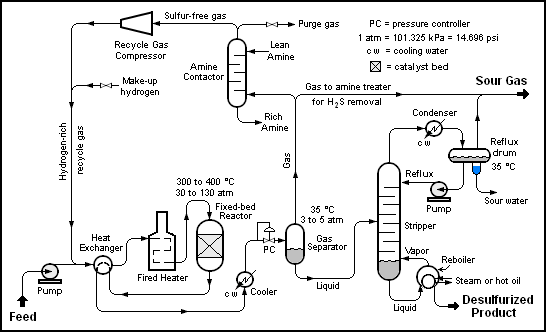 Sulfur-free gas
Purge gas
Recycle Gas
Compressor
PC = pressure controller
1 atm = 101.325 kPa = 14.696 psi
c w = cooling water
= catalyst bed
Lean
Amine
Amine
Contactor
Make-up
hydrogen
Gas to amine treater
for H₂S removal
Sour Gas
Rich
Amine
Condenser
c w
Reflux
drum
35 °C
Hydrogen-rich
recycle gas
Gas
300 to 400 °C
30 to 130 atm
Fixed-bed
Reactor
Reflux
Pump
Sour water
35 °C
3 to 5 atm
Stripper
Heat
Exchanger
PC
Gas
Separator
Vapor
Reboiler
Fired Heater
c w
Cooler
Liquid
Steam or hot oil
Liquid
Pump
Feed
Desulfurized
Product